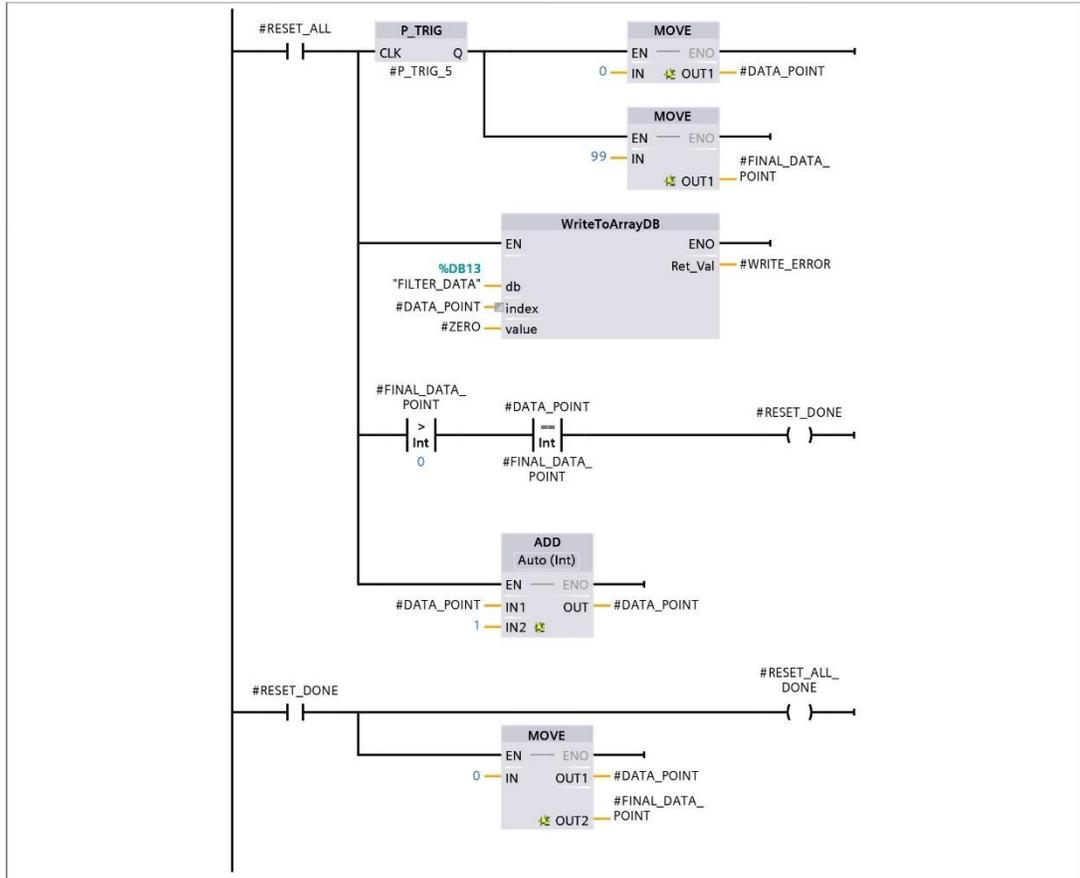 #RESET_ALL
P_TRIG
CLK Q
#P_TRIG_5
MOVE
EN ENO
0 IN OUT1 #DATA_POINT
MOVE
EN ENO
99 IN
#FINAL_DATA_
POINT
OUT1
WriteToArrayDB
EN ENO
Ret_Val #WRITE_ERROR
%DB13
"FILTER_DATA" db
#DATA_POINT index
#ZERO value
#FINAL_DATA_
POINT
>
Int
0
#DATA_POINT
==
Int
#FINAL_DATA_
POINT
#RESET_DONE
ADD
Auto (Int)
EN ENO
#DATA_POINT IN1 OUT #DATA_POINT
1 IN2
#RESET_DONE
#RESET_ALL_
DONE
MOVE
EN ENO
0 IN OUT1 #DATA_POINT
#FINAL_DATA_
POINT
OUT2